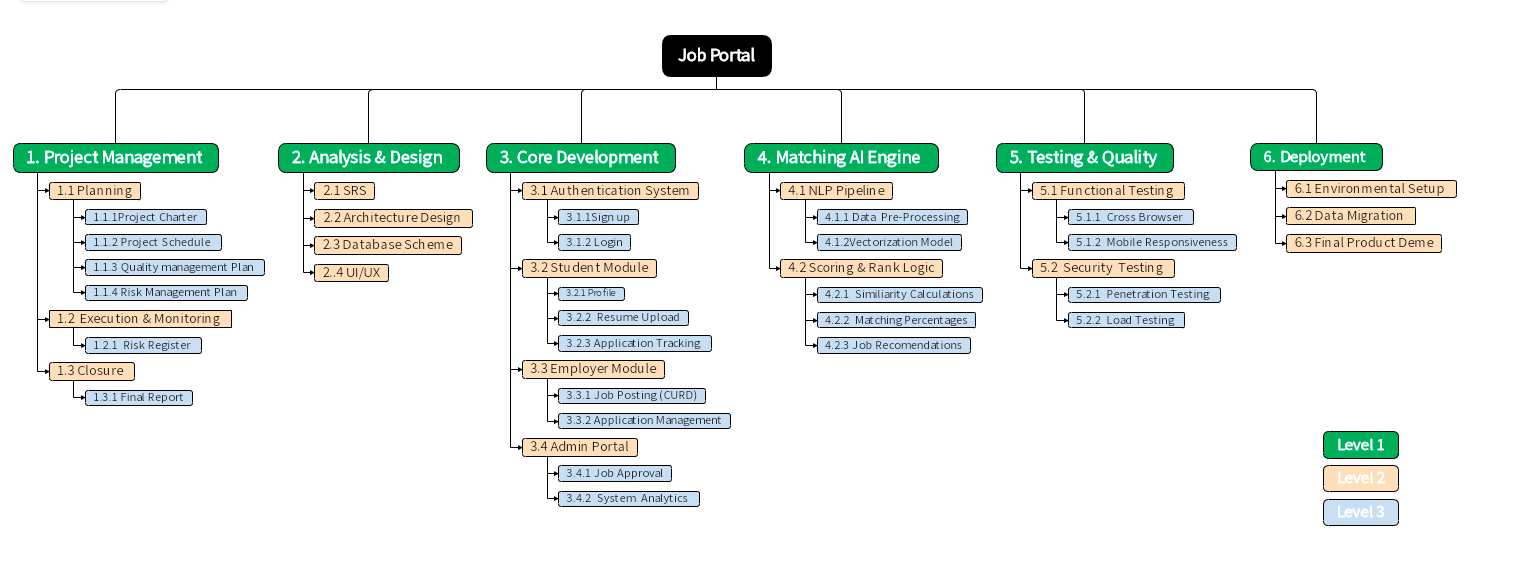 Job Portal
1. Project Management
1.1 Planning
1.1.1Project Charter
1.1.2 Project Schedule
1.1.3 Quality management Plan
1.1.4 Risk Management Plan
1.2 Execution & Monitoring
1.2.1 Risk Register
1.3 Closure
1.3.1 Final Report
2. Analysis & Design
2.1 SRS
2.2 Architecture Design
2.3 Database Scheme
2..4 UI/UX
3. Core Development
3.1 Authentication System
3.1.1Sign up
3.1.2 Login
3.2 Student Module
3.2.1 Profile
3.2.2 Resume Upload
3.2.3 Application Tracking
3.3 Employer Module
3.3.1 Job Posting (CURD)
3.3.2 Application Management
3.4 Admin Portal
3.4.1 Job Approval
3.4.2 System Analytics
4. Matching AI Engine
4.1 NLP Pipeline
4.1.1 Data Pre-Processing
4.1.2Vectorization Model
4.2 Scoring & Rank Logic
4.2.1 Similiarity Calculations
4.2.2 Matching Percentages
4.2.3 Job Recomendations
5. Testing & Quality
5.1 Functional Testing
5.1.1 Cross Browser
5.1.2 Mobile Responsiveness
5.2 Security Testing
5.2.1 Penetration Testing
5.2.2 Load Testing
6. Deployment
6.1 Environmental Setup
6.2 Data Migration
6.3 Final Product Deme
Level 1
Level 2
Level 3